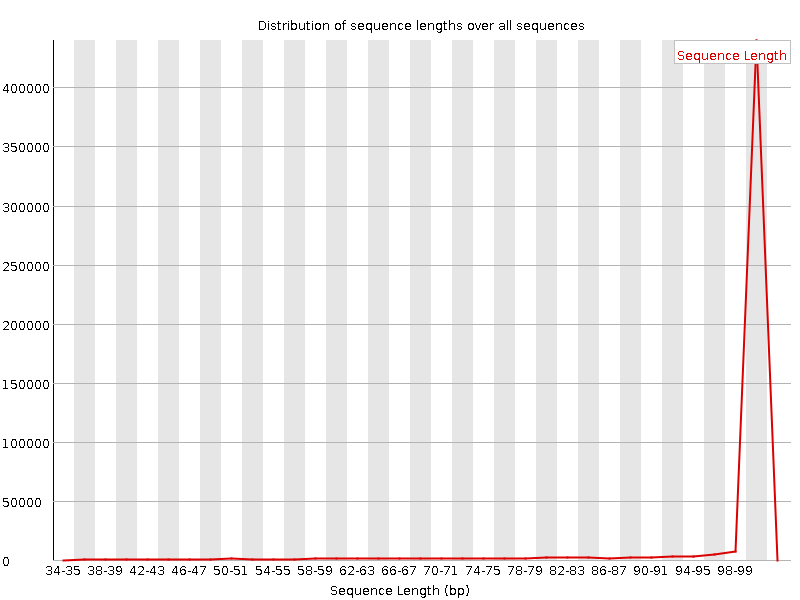 Distribution of sequence lengths over all sequences
Sequence Length
400000
350000
300000
250000
200000
150000
100000
50000
0
34-35 38-39 42-43 46-47 50-51 54-55 58-59 62-63 66-67 70-71 74-75 78-79 82-83 86-87 90-91 94-95 98-99
Sequence Length (bp)